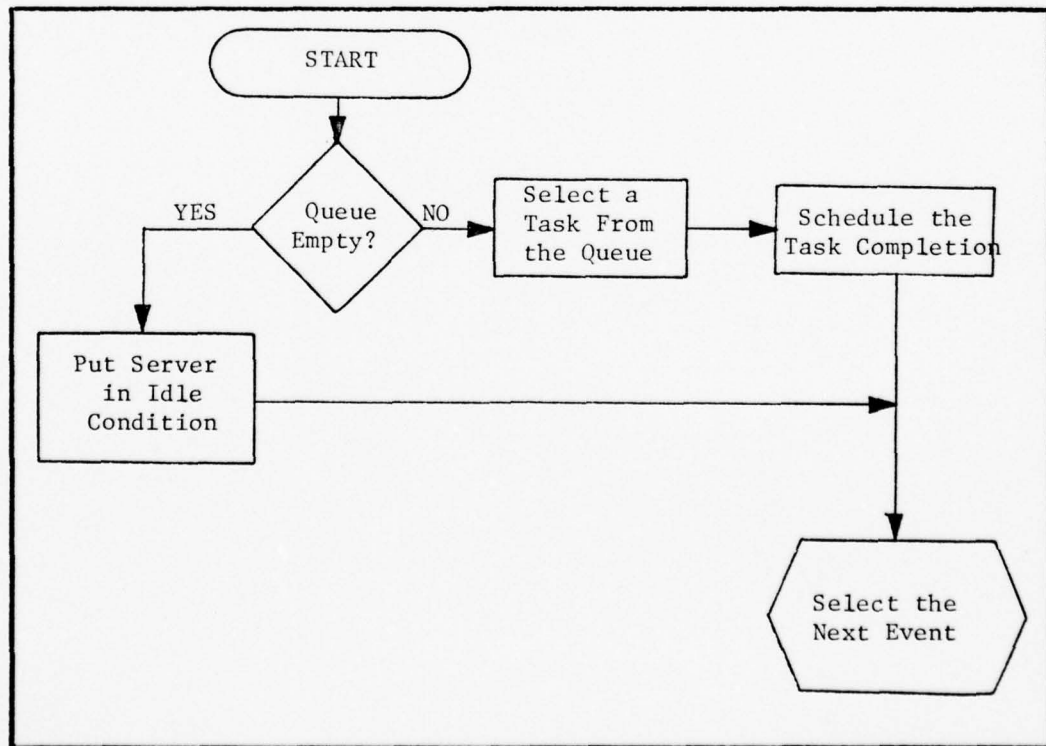 START
Queue
Empty?
YES
NO
Select a
Task From
the Queue
Schedule the
Task Completion
Put Server
in Idle
Condition
Select the
Next Event